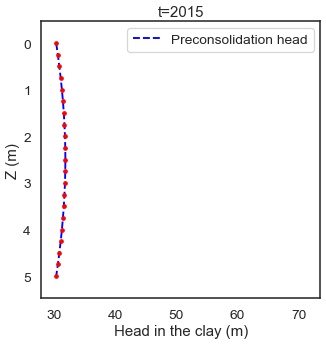 t=2015
Preconsolidation head
0
1
2
3
4
5
Z (m)
30 40 50 60 70
Head in the clay (m)